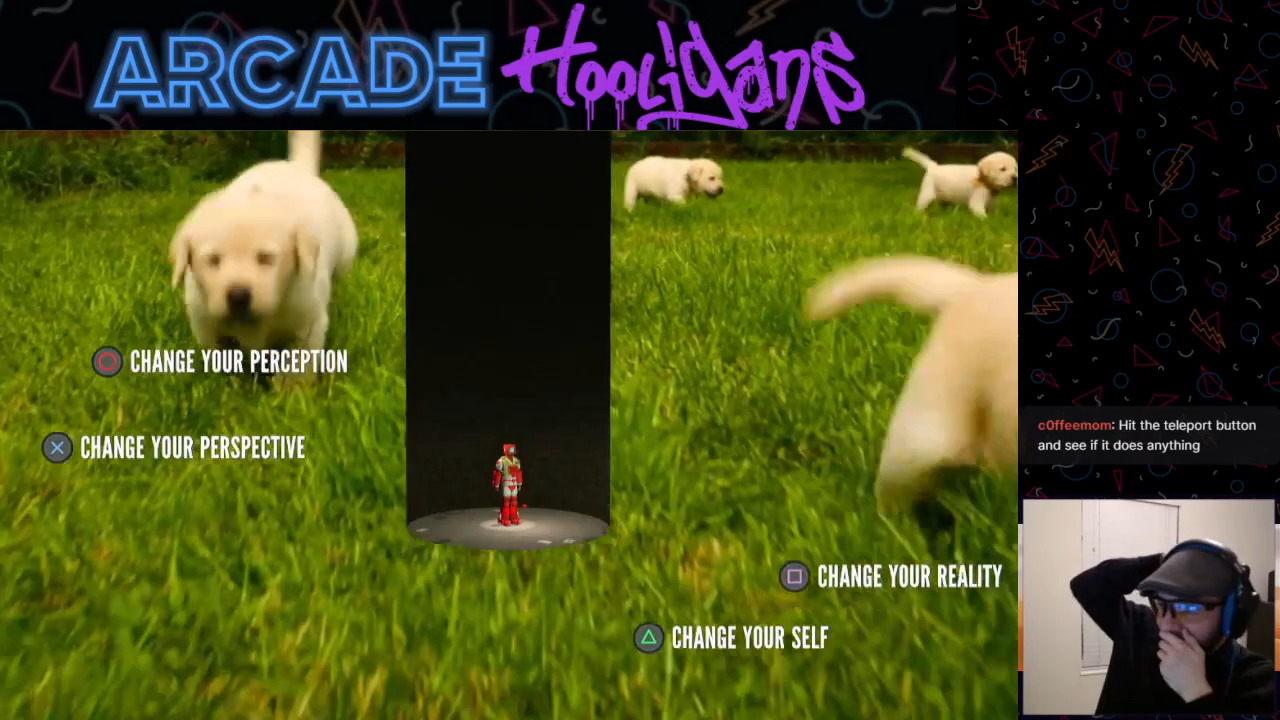 ARCADE Hooligans
CHANGE YOUR PERCEPTION
CHANGE YOUR PERSPECTIVE
c0ffeemom: Hit the teleport button
and see if it does anything
CHANGE YOUR REALITY
CHANGE YOUR SELF